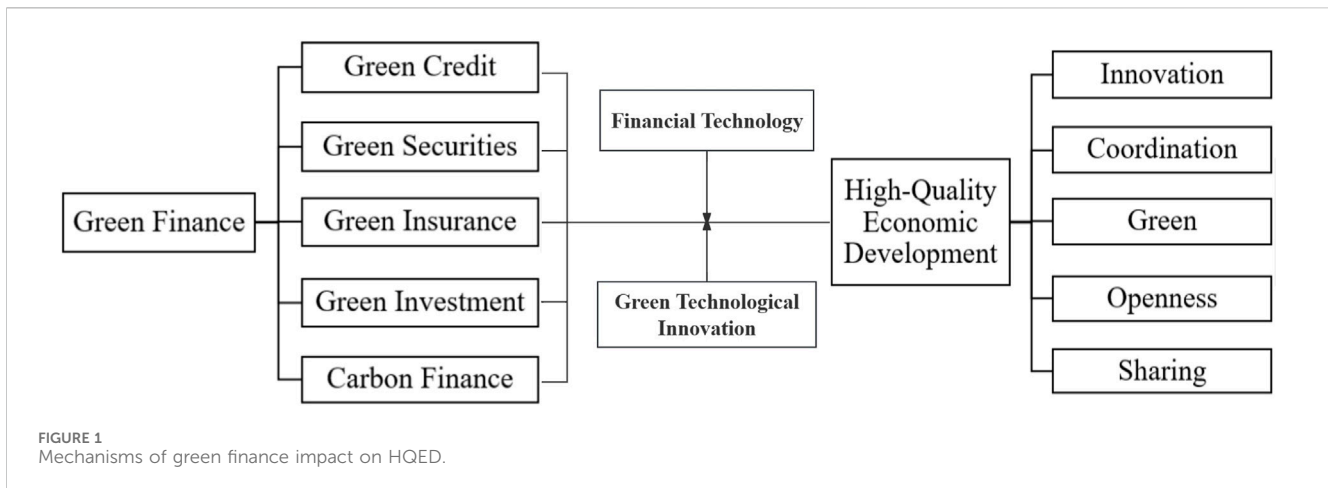 Green Finance
Green Credit
Green Securities
Green Insurance
Green Investment
Carbon Finance
Financial Technology
Green Technological
Innovation
High-Quality
Economic
Development
Innovation
Coordination
Green
Openness
Sharing
FIGURE 1
Mechanisms of green finance impact on HQED.